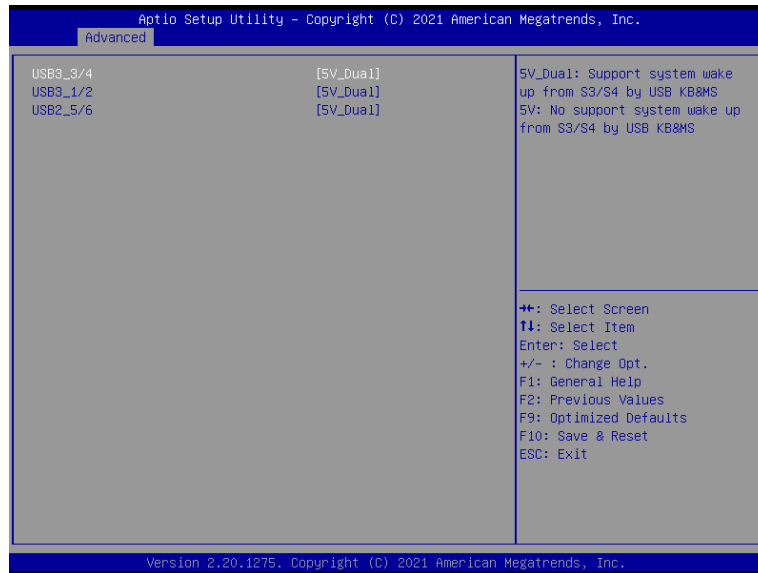 Aptio Setup Utility – Copyright (C) 2021 American Megatrends, Inc.
Advanced
USB3_3/4 [5V_Dual]
USB3_1/2 [5V_Dual]
USB2_5/6 [5V_Dual]
5V_Dual: Support system wake
up from S3/S4 by USB KB&MS
5V: No support system wake up
from S3/S4 by USB KB&MS
→←: Select Screen
↑↓: Select Item
Enter: Select
+/- : Change Opt.
F1: General Help
F2: Previous Values
F9: Optimized Defaults
F10: Save & Reset
ESC: Exit
Version 2.20.1275. Copyright (C) 2021 American Megatrends, Inc.